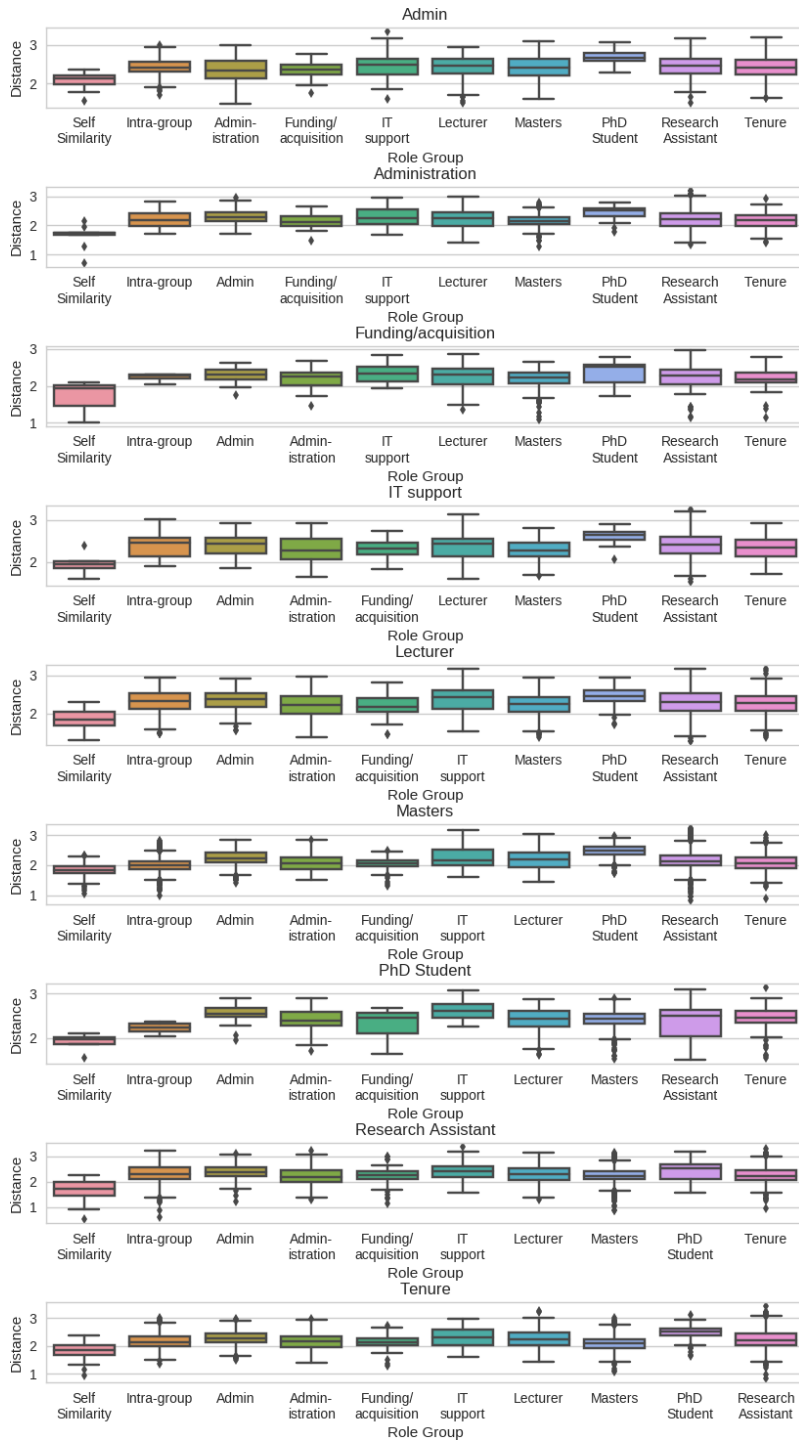 Admin
Distance
3
2
Self Intra-group Admin- Funding/ IT Lecturer Masters PhD Research Tenure
Similarity istration acquisition support Student Assistant
Role Group
Administration
Distance
3
2
1
Self Intra-group Admin Funding/ IT Lecturer Masters PhD Research Tenure
Similarity acquisition support Student Assistant
Role Group
Funding/acquisition
Distance
3
2
1
Self Intra-group Admin Admin- IT Lecturer Masters PhD Research Tenure
Similarity istration support Student Assistant
Role Group
IT support
Distance
3
2
Self Intra-group Admin Admin- Funding/ Lecturer Masters PhD Research Tenure
Similarity istration acquisition Student Assistant
Role Group
Lecturer
Distance
3
2
Self Intra-group Admin Admin- Funding/ IT Masters PhD Research Tenure
Similarity istration acquisition support Student Assistant
Role Group
Masters
Distance
3
2
1
Self Intra-group Admin Admin- Funding/ IT Lecturer PhD Research Tenure
Similarity istration acquisition support Student Assistant
Role Group
PhD Student
Distance
3
2
Self Intra-group Admin Admin- Funding/ IT Lecturer Masters Research Tenure
Similarity istration acquisition support Assistant
Role Group
Research Assistant
Distance
3
2
1
Self Intra-group Admin Admin- Funding/ IT Lecturer Masters PhD Tenure
Similarity istration acquisition support Student
Role Group
Tenure
Distance
3
2
1
Self Intra-group Admin Admin- Funding/ IT Lecturer Masters PhD Research
Similarity istration acquisition support Student Assistant
Role Group